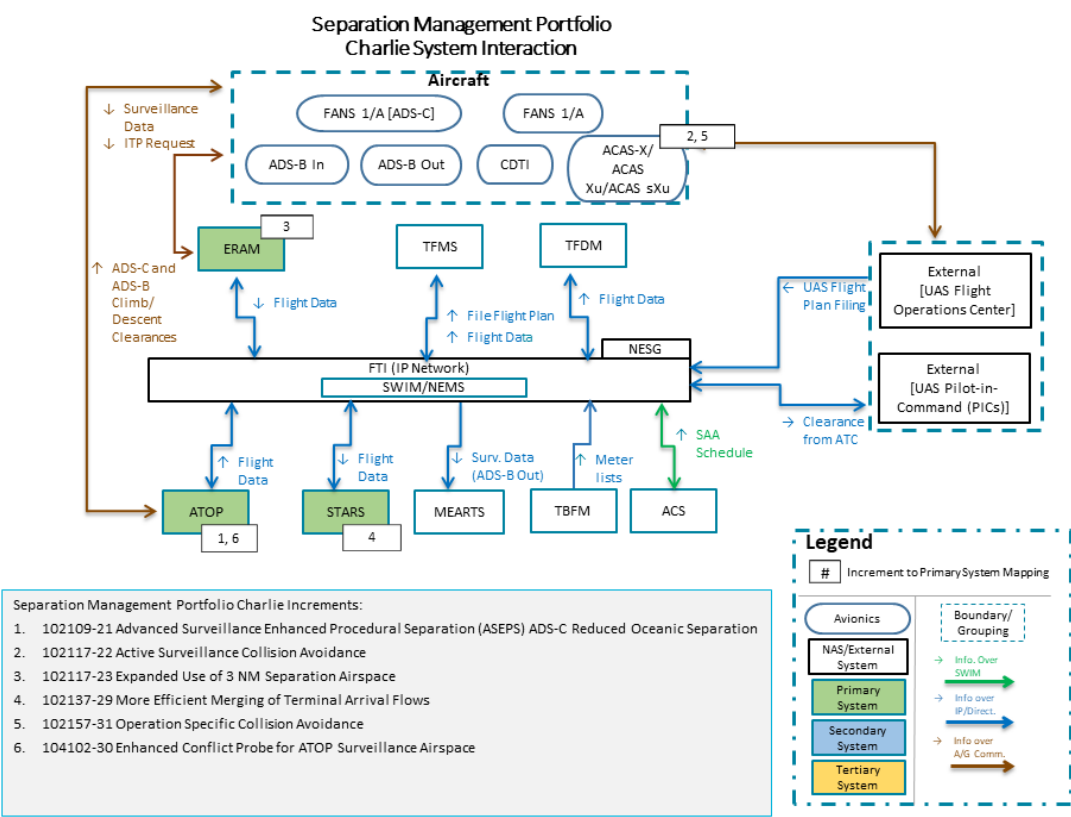 Separation Management Portfolio
Charlie System Interaction
Aircraft
FANS 1/A [ADS-C]
FANS 1/A
ADS-B In
ADS-B Out
CDTI
ACAS-X/
ACAS
Xu/ACAS sXu
2, 5
↓ Surveillance
Data
↓ ITP Request
3
ERAM
TFMS
TFDM
↑ ADS-C and
ADS-B
Climb/
Descent
Clearances
↓ Flight Data
↑ File Flight Plan
↑ Flight Data
↑ Flight Data
External
[UAS Flight
Operations Center]
← UAS Flight
Plan Filing
NESG
FTI (IP Network)
SWIM/NEMS
External
[UAS Pilot-in-
Command (PICs)]
→ Clearance
from ATC
↑ Flight
Data
↓ Flight
Data
↓ Surv. Data
(ADS-B Out)
↑ Meter
lists
↑ SAA
Schedule
ATOP
STARS
MEARTS
TBFM
ACS
1, 6
4
Legend
# Increment to Primary System Mapping
Avionics
NAS/External
System
Primary
System
Secondary
System
Tertiary
System
Boundary/
Grouping
→ Info. Over
SWIM
→ Info over
IP/Direct.
→ Info over
A/G Comm.
Separation Management Portfolio Charlie Increments:
1. 102109-21 Advanced Surveillance Enhanced Procedural Separation (ASEPS) ADS-C Reduced Oceanic Separation
2. 102117-22 Active Surveillance Collision Avoidance
3. 102117-23 Expanded Use of 3 NM Separation Airspace
4. 102137-29 More Efficient Merging of Terminal Arrival Flows
5. 102157-31 Operation Specific Collision Avoidance
6. 104102-30 Enhanced Conflict Probe for ATOP Surveillance Airspace